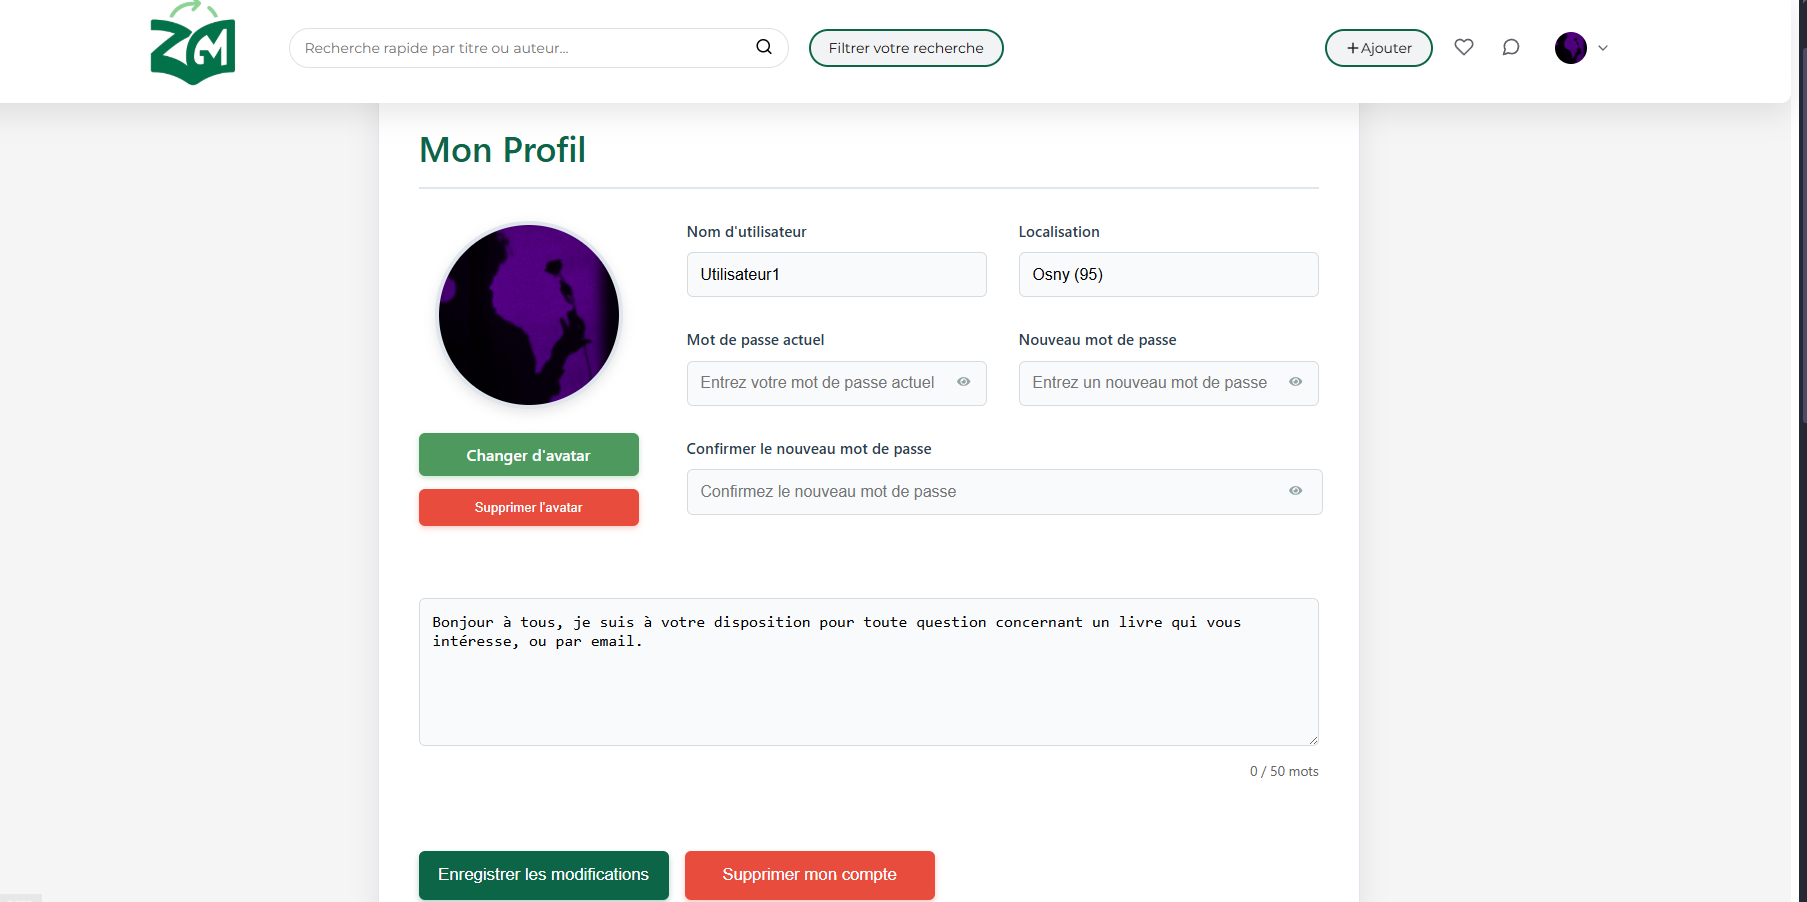 ZGM
Recherche rapide par titre ou auteur...
Filtrer votre recherche
+Ajouter
Mon Profil
Nom d'utilisateur
Localisation
Utilisateur1
Osny (95)
Mot de passe actuel
Nouveau mot de passe
Entrez votre mot de passe actuel
Entrez un nouveau mot de passe
Changer d'avatar
Confirmer le nouveau mot de passe
Confirmez le nouveau mot de passe
Supprimer l'avatar
Bonjour à tous, je suis à votre disposition pour toute question concernant un livre qui vous
intéresse, ou par email.
0 / 50 mots
Enregistrer les modifications
Supprimer mon compte